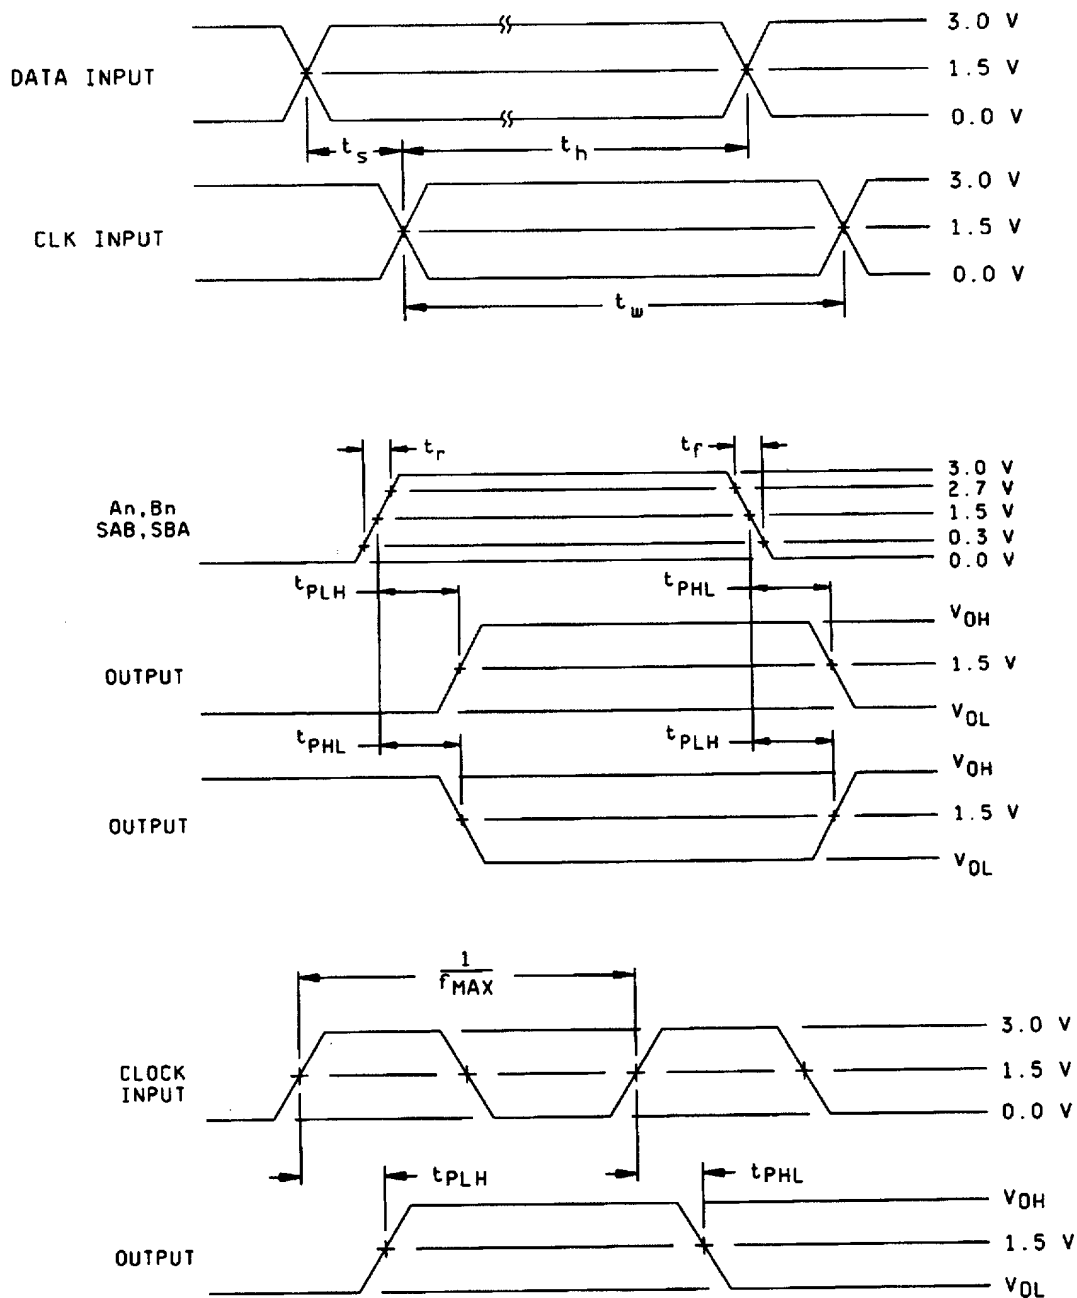 3.0 V
DATA INPUT
1.5 V
0.0 V
ts
th
3.0 V
CLK INPUT
1.5 V
0.0 V
tw
tr
tf
3.0 V
2.7 V
An,Bn
SAB,SBA
1.5 V
0.3 V
0.0 V
tPLH
tPHL
VOH
OUTPUT
1.5 V
VOL
tPHL
tPLH
VOH
OUTPUT
1.5 V
VOL
1
fMAX
3.0 V
CLOCK
INPUT
1.5 V
0.0 V
tPLH
tPHL
VOH
OUTPUT
1.5 V
VOL